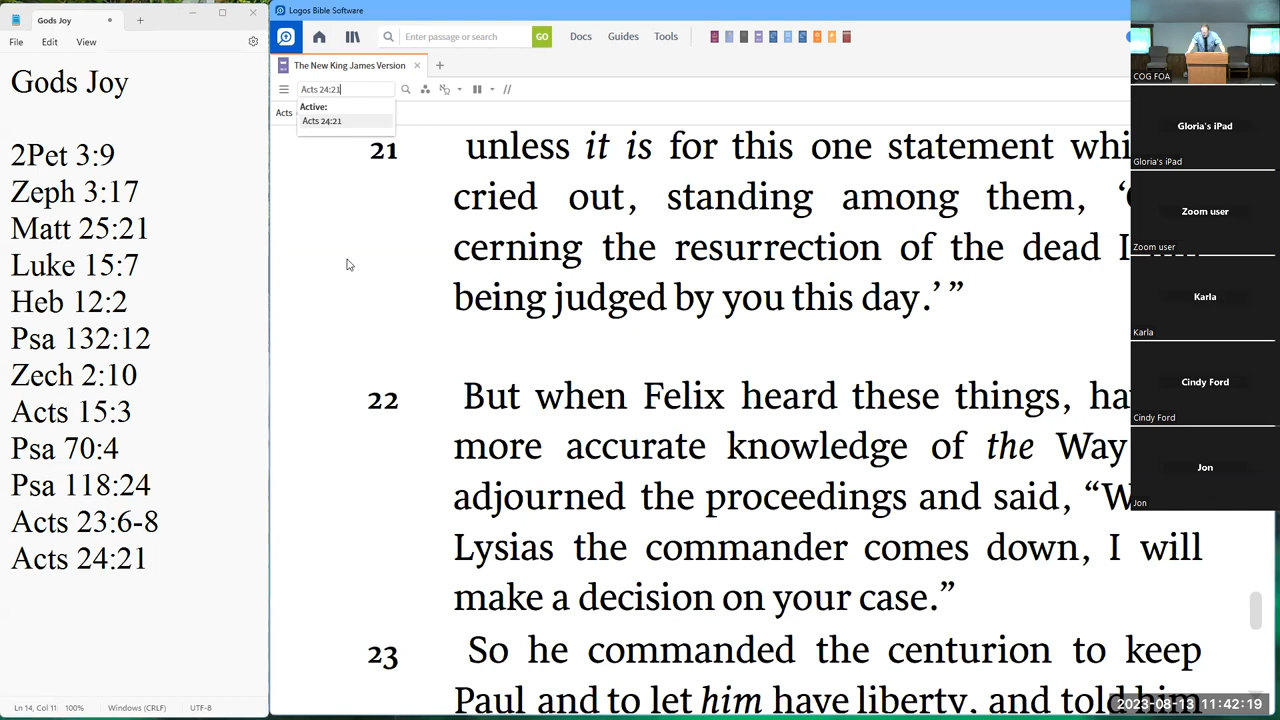 Gods Joy
File Edit View
Gods Joy
2Pet 3:9
Zeph 3:17
Matt 25:21
Luke 15:7
Heb 12:2
Psa 132:12
Zech 2:10
Acts 15:3
Psa 70:4
Psa 118:24
Acts 23:6-8
Acts 24:21
Ln 14, Col 11 100% Windows (CRLF) UTF-8
Logos Bible Software
Enter passage or search GO Docs Guides Tools
The New King James Version
Acts 24:21
Acts
Active:
Acts 24:21
21 unless it is for this one statement
cried out, standing among them,
cerning the resurrection of the dead I
being judged by you this day.’ ”
22 But when Felix heard these things,
more accurate knowledge of the Way
adjourned the proceedings and said,
Lysias the commander comes down, I will
make a decision on your case.”
23 So he commanded the centurion to keep
Paul and to let him have liberty, and told him
COG FOA
Gloria's iPad
Gloria's iPad
Zoom user
Zoom user
Karla
Karla
Cindy Ford
Cindy Ford
Jon
Jon
2023-08-13 11:42:19